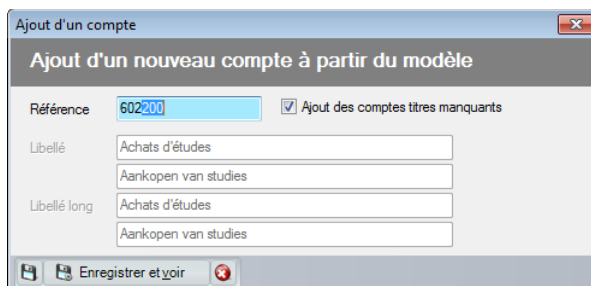 Ajout d'un compte
Ajout d'un nouveau compte à partir du modèle
Référence 602200 Ajout des comptes titres manquants
Libellé Achats d'études
Aankopen van studies
Libellé long Achats d'études
Aankopen van studies
Enregistrer et voir